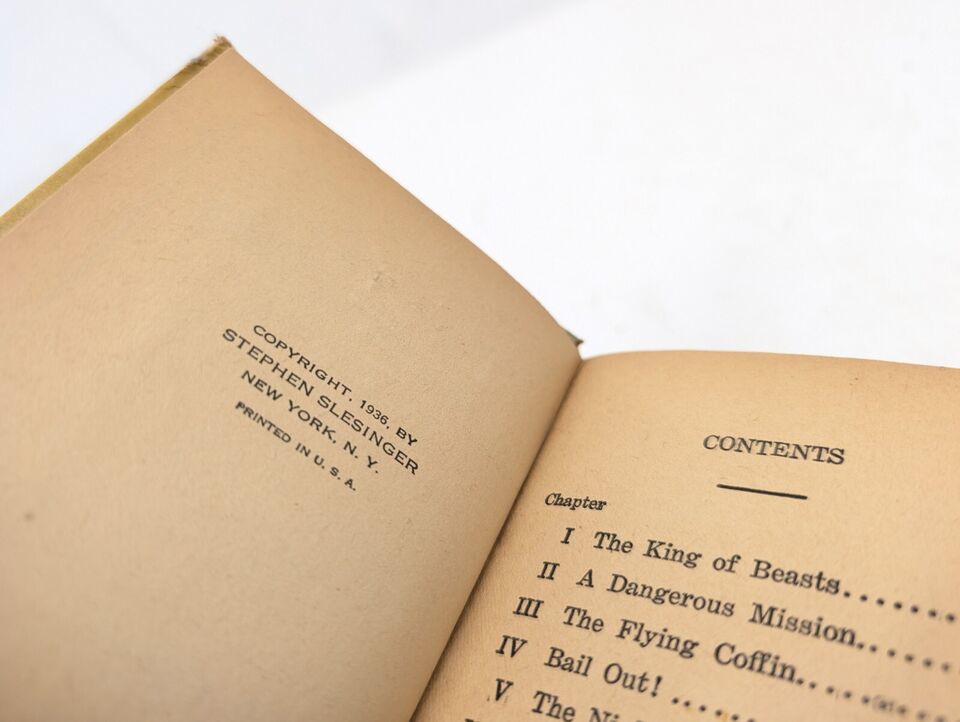 COPYRIGHT, 1936, BY
STEPHEN SLESINGER
NEW YORK, N. Y.
PRINTED IN U. S. A.
CONTENTS
Chapter
I The King of Beasts
II A Dangerous Mission
III The Flying Coffin
IV Bail Out!
V The